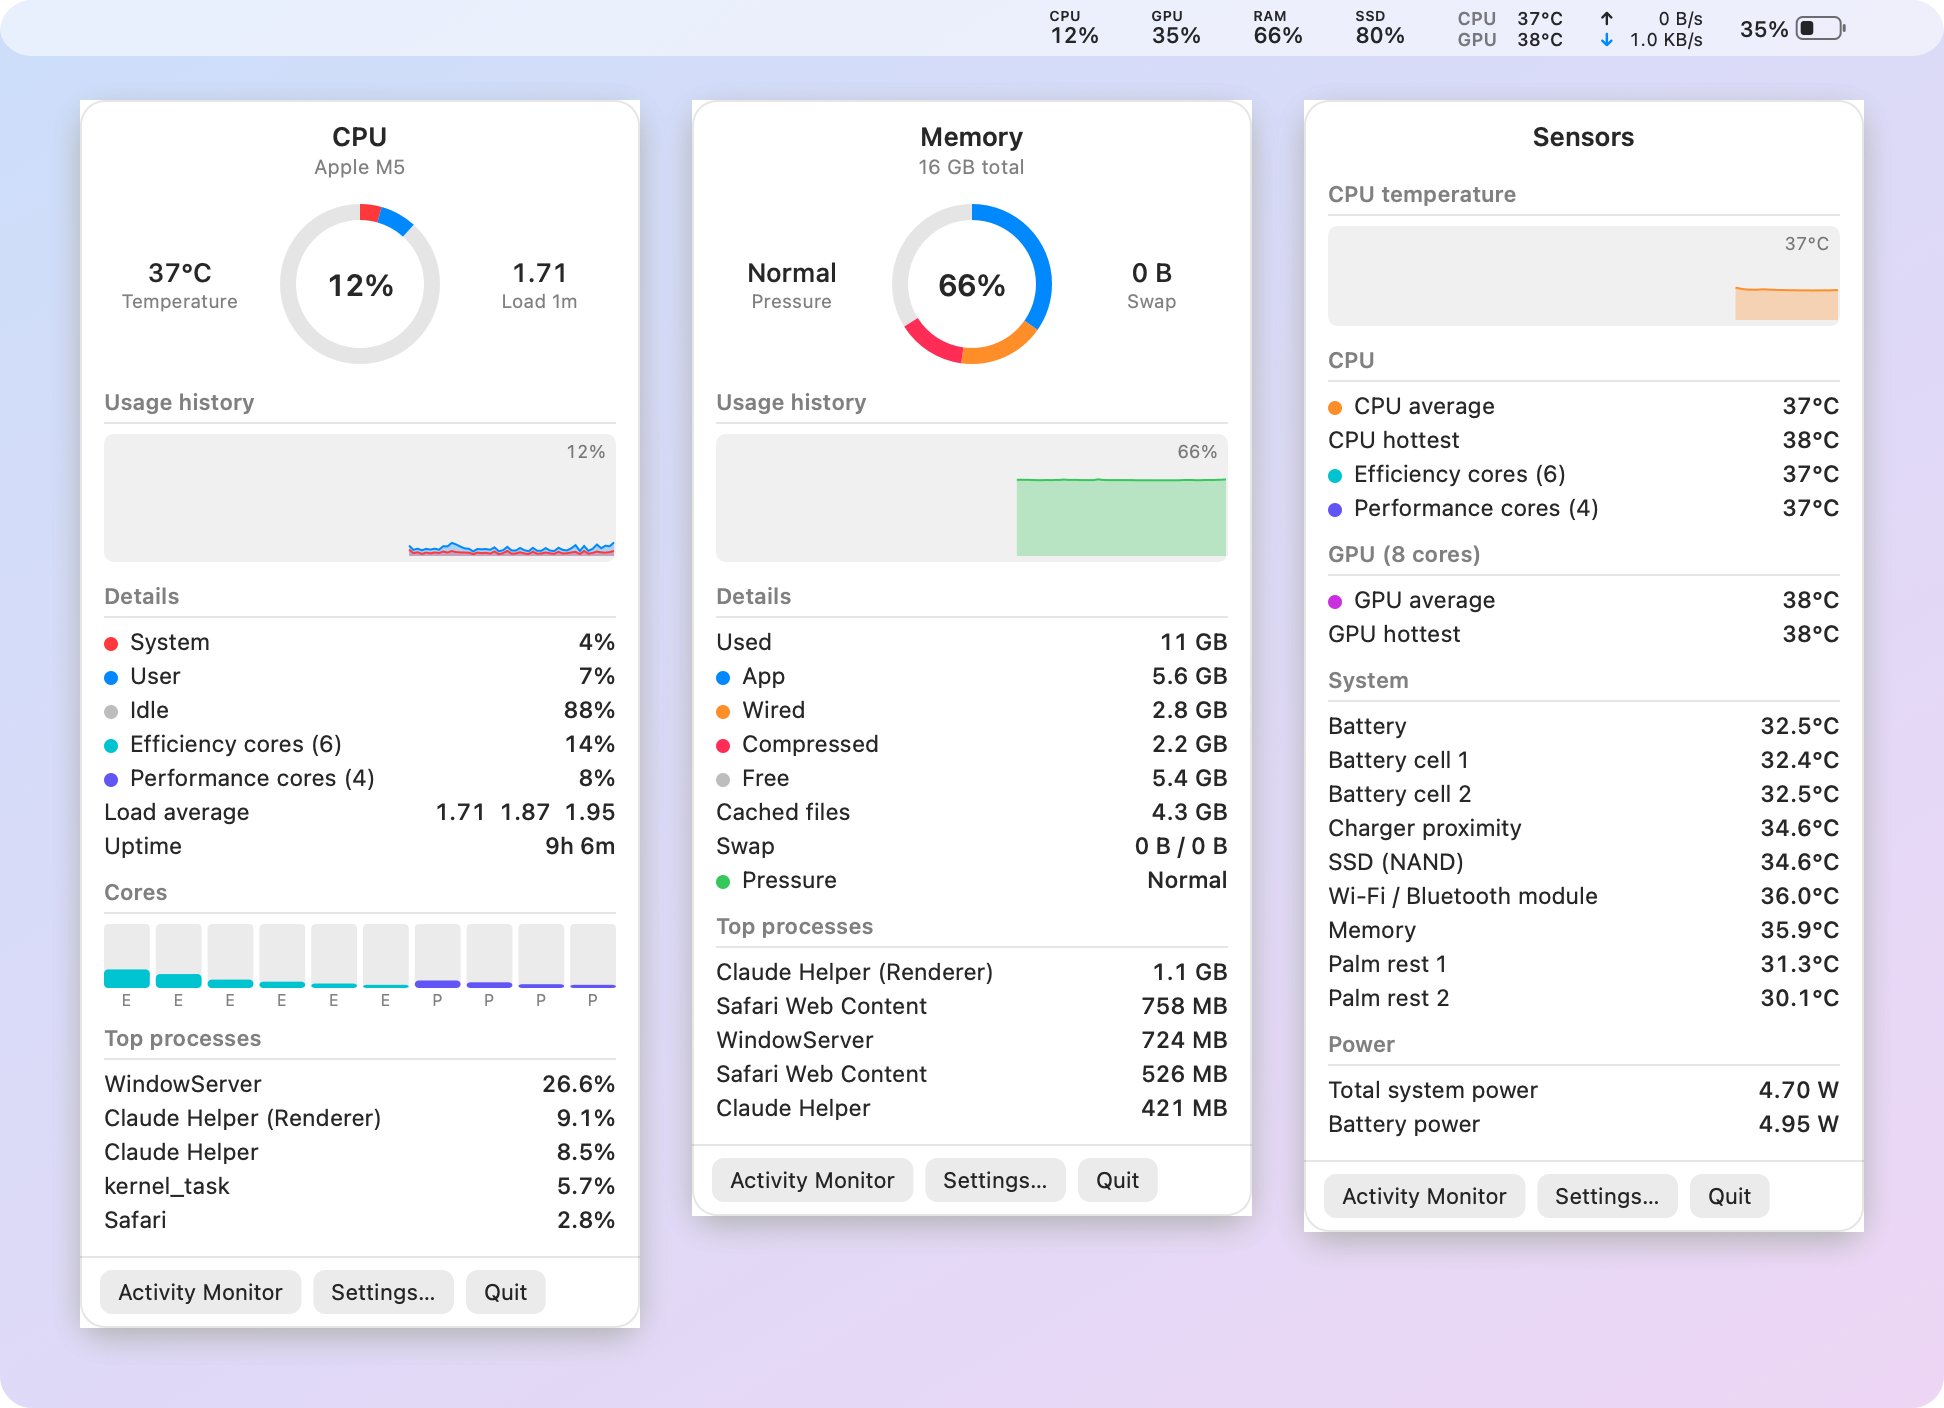 CPU GPU RAM SSD CPU 37°C ↑ 0 B/s
12% 35% 66% 80% GPU 38°C ↓ 1.0 KB/s 35%
CPU
Apple M5
37°C
Temperature
12%
1.71
Load 1m
Usage history
12%
Details
System 4%
User 7%
Idle 88%
Efficiency cores (6) 14%
Performance cores (4) 8%
Load average 1.71 1.87 1.95
Uptime 9h 6m
Cores
E E E E E E P P P P
Top processes
WindowServer 26.6%
Claude Helper (Renderer) 9.1%
Claude Helper 8.5%
kernel_task 5.7%
Safari 2.8%
Activity Monitor Settings... Quit
Memory
16 GB total
Normal
Pressure
66%
0 B
Swap
Usage history
66%
Details
Used 11 GB
App 5.6 GB
Wired 2.8 GB
Compressed 2.2 GB
Free 5.4 GB
Cached files 4.3 GB
Swap 0 B / 0 B
Pressure Normal
Top processes
Claude Helper (Renderer) 1.1 GB
Safari Web Content 758 MB
WindowServer 724 MB
Safari Web Content 526 MB
Claude Helper 421 MB
Activity Monitor Settings... Quit
Sensors
CPU temperature
37°C
CPU
CPU average 37°C
CPU hottest 38°C
Efficiency cores (6) 37°C
Performance cores (4) 37°C
GPU (8 cores)
GPU average 38°C
GPU hottest 38°C
System
Battery 32.5°C
Battery cell 1 32.4°C
Battery cell 2 32.5°C
Charger proximity 34.6°C
SSD (NAND) 34.6°C
Wi-Fi / Bluetooth module 36.0°C
Memory 35.9°C
Palm rest 1 31.3°C
Palm rest 2 30.1°C
Power
Total system power 4.70 W
Battery power 4.95 W
Activity Monitor Settings... Quit